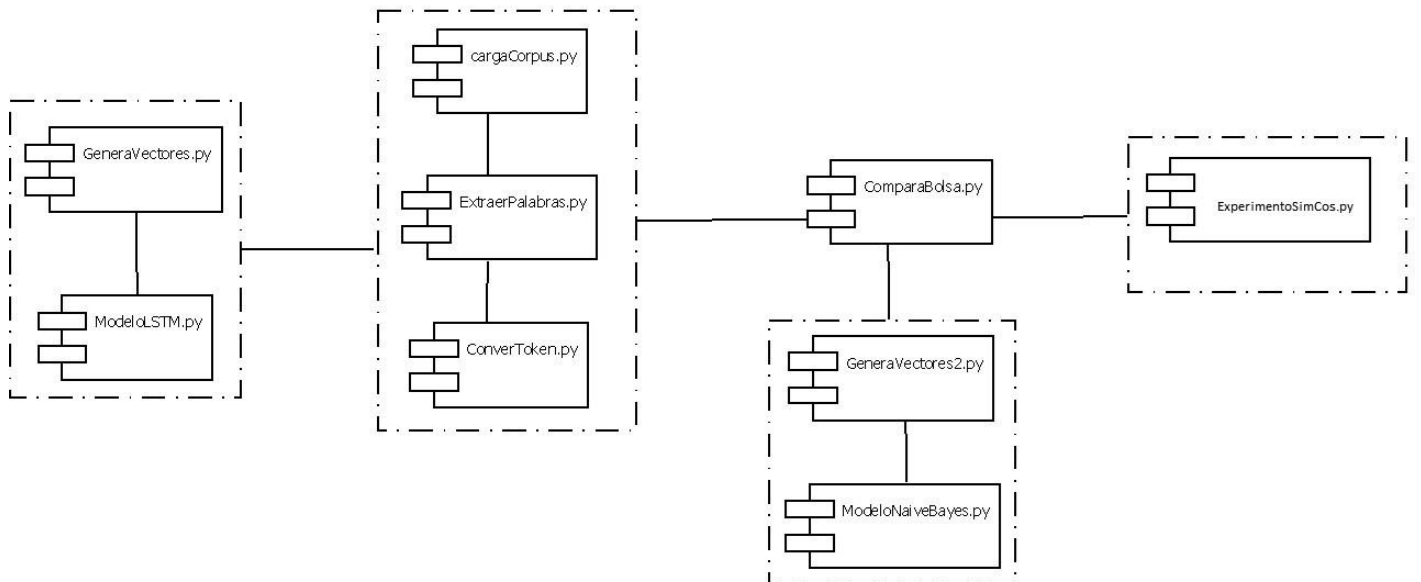 cargaCorpus.py
GeneraVectores.py
ExtraerPalabras.py
ComparaBolsa.py
ExperimentoSimCos.py
ModeloLSTM.py
ConverToken.py
GeneraVectores2.py
ModeloNaiveBayes.py